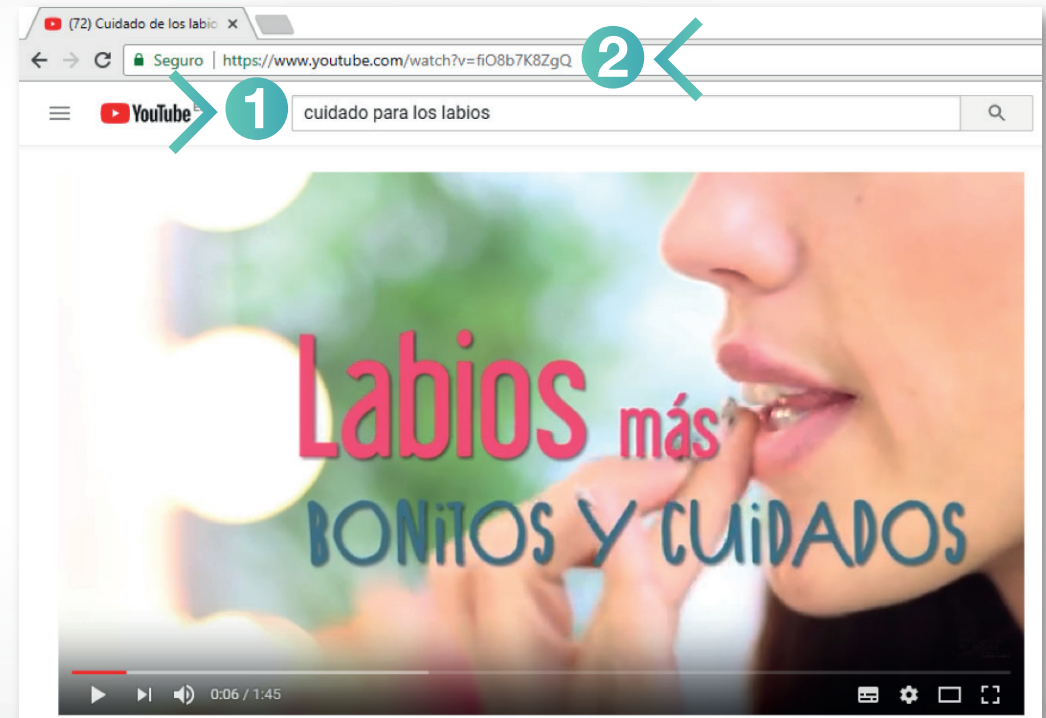 (72) Cuidado de los labio
Seguro | https://www.youtube.com/watch?v=fiO8b7K8ZgQ
2
YouTube
1
cuidado para los labios
Labios más
BONiTOS Y CUiDADOS
0:06 / 1:45